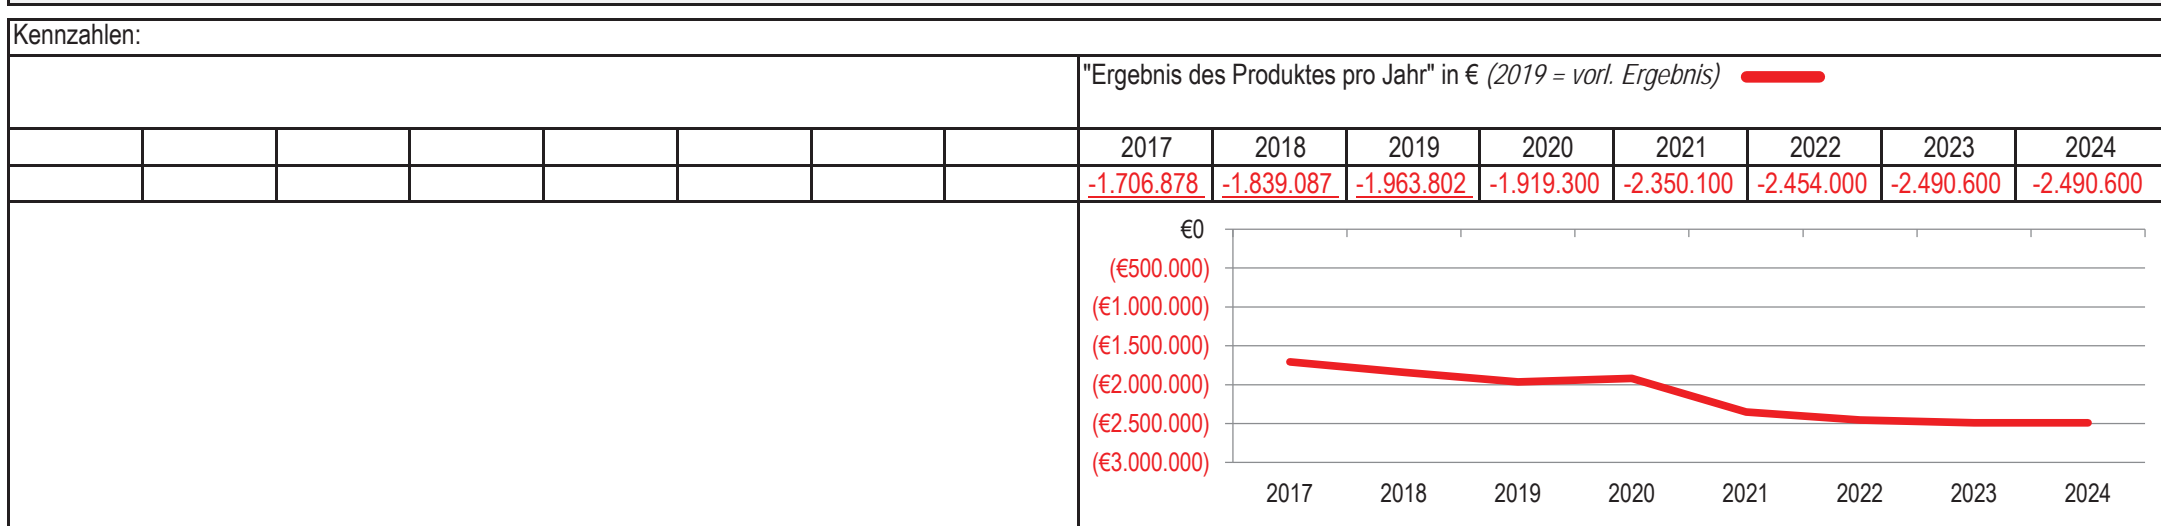 Kennzahlen:
"Ergebnis des Produktes pro Jahr" in € (2019 = vorl. Ergebnis)
2017 2018 2019 2020 2021 2022 2023 2024
-1.706.878 -1.839.087 -1.963.802 -1.919.300 -2.350.100 -2.454.000 -2.490.600 -2.490.600
€0
(€500.000)
(€1.000.000)
(€1.500.000)
(€2.000.000)
(€2.500.000)
(€3.000.000)
2017 2018 2019 2020 2021 2022 2023 2024